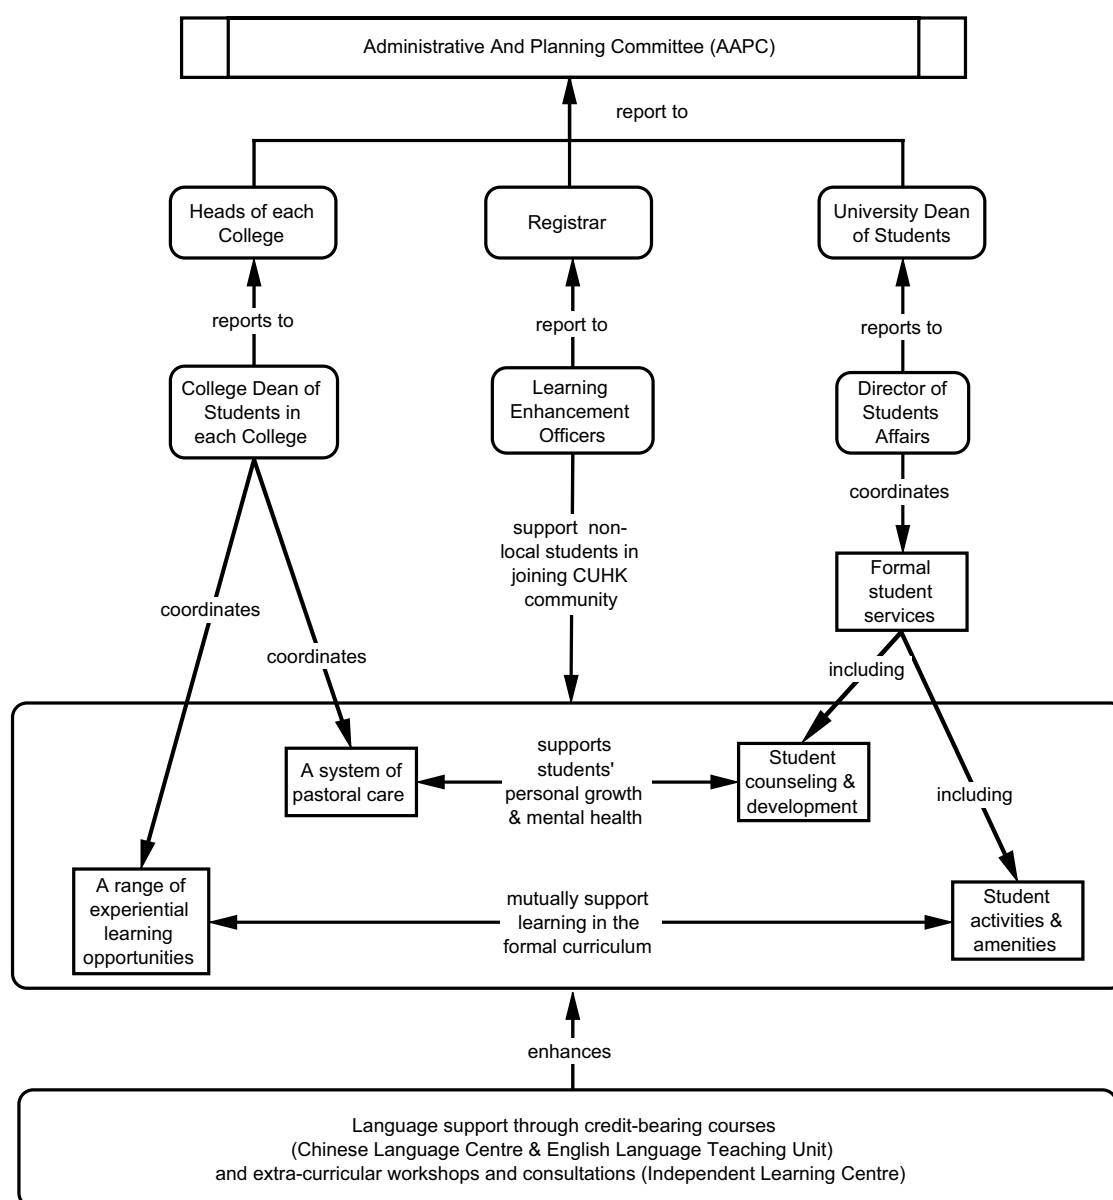 Administrative And Planning Committee (AAPC)
report to
Heads of each
College
Registrar
University Dean
of Students
reports to
report to
reports to
College Dean of
Students in
each College
Learning
Enhancement
Officers
Director of
Students
Affairs
coordinates
support non-
local students in
joining CUHK
community
Formal
student
services
coordinates
coordinates
including
supports
students'
personal growth
& mental health
A system of
pastoral care
Student
counseling &
development
including
A range of
experiential
learning
opportunities
mutually support
learning in the
formal curriculum
Student
activities &
amenities
enhances
Language support through credit-bearing courses
(Chinese Language Centre & English Language Teaching Unit)
and extra-curricular workshops and consultations (Independent Learning Centre)